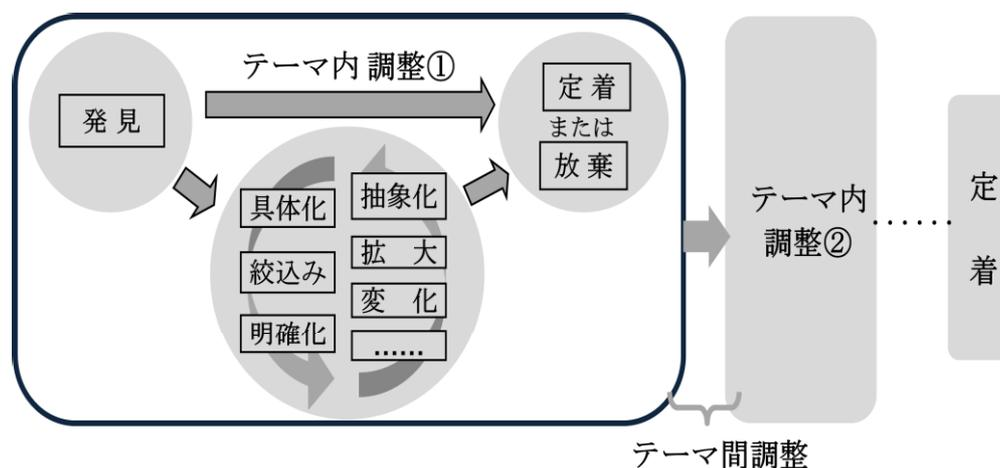 テーマ内 調整①
発 見
定 着
または
放 棄
具体化
絞込み
明確化
抽象化
拡　大
変　化
……
テーマ内
調整②
……
定
着
テーマ間調整